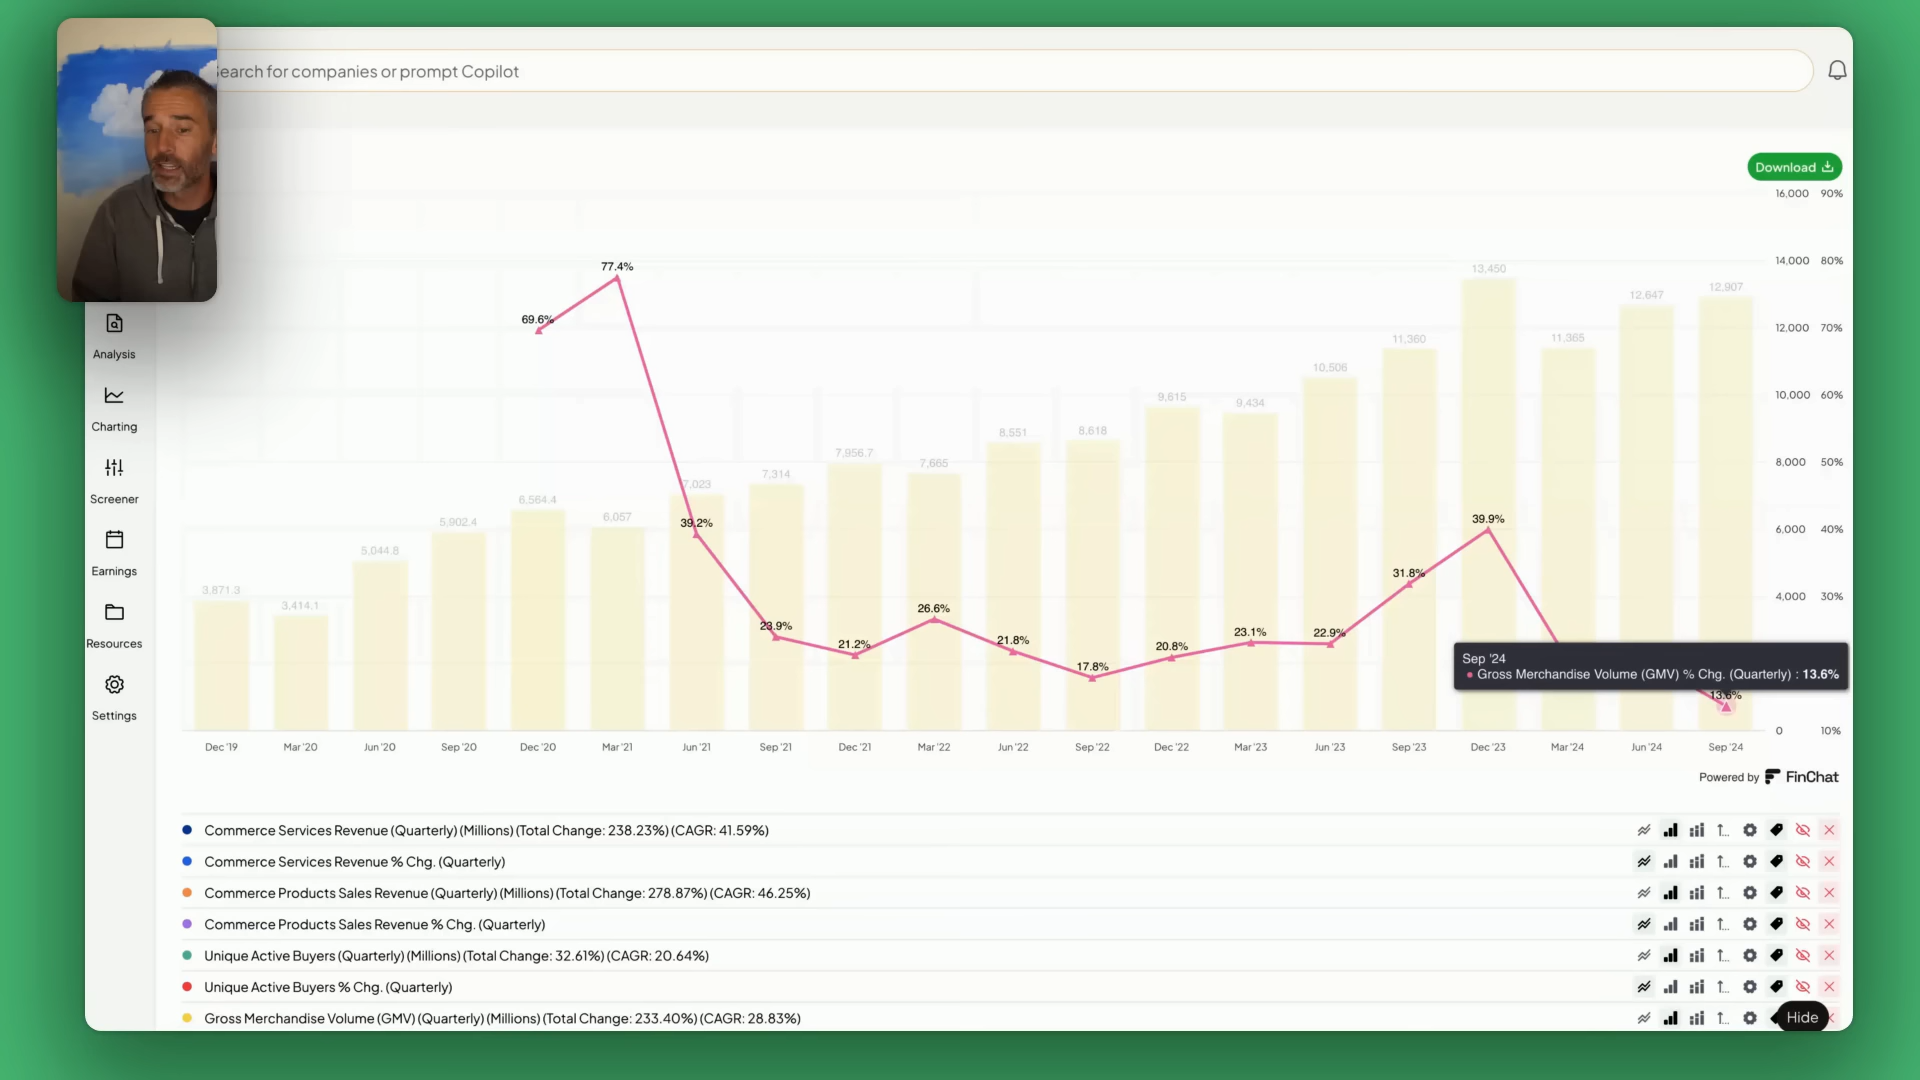 earch for companies or prompt Copilot
Download
16,000 90%
14,000 80%
12,000 70%
10,000 60%
8,000 50%
6,000 40%
4,000 30%
0 10%
3,871.3
3,414.1
5,044.8
5,902.4
6,564.4
6,057
7,023
7,314
7,956.7
7,665
8,551
8,618
9,615
9,434
10,506
11,360
13,450
11,365
12,647
12,907
69.6%
77.4%
39.2%
23.9%
21.2%
26.6%
21.8%
17.8%
20.8%
23.1%
22.9%
31.8%
39.9%
13.6%
Sep '24
Gross Merchandise Volume (GMV) % Chg. (Quarterly) : 13.6%
Dec '19 Mar '20 Jun '20 Sep '20 Dec '20 Mar '21 Jun '21 Sep '21 Dec '21 Mar '22 Jun '22 Sep '22 Dec '22 Mar '23 Jun '23 Sep '23 Dec '23 Mar '24 Jun '24 Sep '24
Powered by FinChat
Analysis
Charting
Screener
Earnings
Resources
Settings
Commerce Services Revenue (Quarterly) (Millions) (Total Change: 238.23%) (CAGR: 41.59%)
Commerce Services Revenue % Chg. (Quarterly)
Commerce Products Sales Revenue (Quarterly) (Millions) (Total Change: 278.87%) (CAGR: 46.25%)
Commerce Products Sales Revenue % Chg. (Quarterly)
Unique Active Buyers (Quarterly) (Millions) (Total Change: 32.61%) (CAGR: 20.64%)
Unique Active Buyers % Chg. (Quarterly)
Gross Merchandise Volume (GMV) (Quarterly) (Millions) (Total Change: 233.40%) (CAGR: 28.83%)
Hide